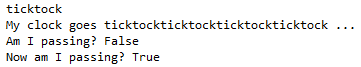 ticktock
My clock goes ticktockticktockticktockticktock ...
Am I passing? False
Now am I passing? True